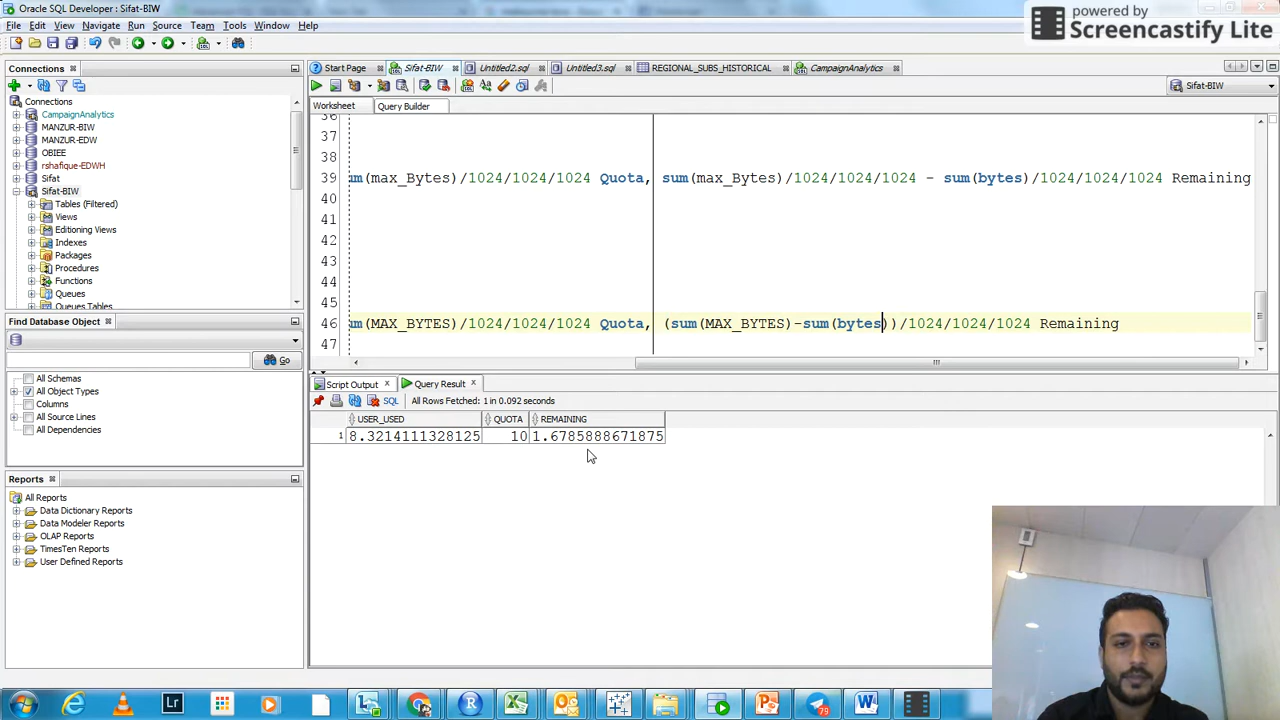 Oracle SQL Developer : Sifat-BIW
powered by
Screencastify Lite
File Edit View Navigate Run Source Team Tools Window Help
Connections
Start Page
Sifat-BIW
Untitled2.sql
Untitled3.sql
REGIONAL_SUBS_HISTORICAL
CampaignAnalytics
Sifat-BIW
Worksheet Query Builder
Connections
CampaignAnalytics
MANZUR-BIW
MANZUR-EDW
OBIEE
rshafique-EDWH
Sifat
Sifat-BIW
Tables (Filtered)
Views
Editioning Views
Indexes
Packages
Procedures
Functions
Queues
Queues Tables
36
37
38
39 um(max_Bytes)/1024/1024/1024 Quota, sum(max_Bytes)/1024/1024/1024 - sum(bytes)/1024/1024/1024 Remaining
40
41
42
43
44
45
46 um(MAX_BYTES)/1024/1024/1024 Quota, (sum(MAX_BYTES)-sum(bytes))/1024/1024/1024 Remaining
47
Find Database Object
Go
All Schemas
All Object Types
Columns
All Source Lines
All Dependencies
Script Output Query Result
SQL All Rows Fetched: 1 in 0.092 seconds
USER_USED QUOTA REMAINING
1 8.3214111328125 10 1.6785888671875
Reports
All Reports
Data Dictionary Reports
Data Modeler Reports
OLAP Reports
TimesTen Reports
User Defined Reports
Lr
R
79